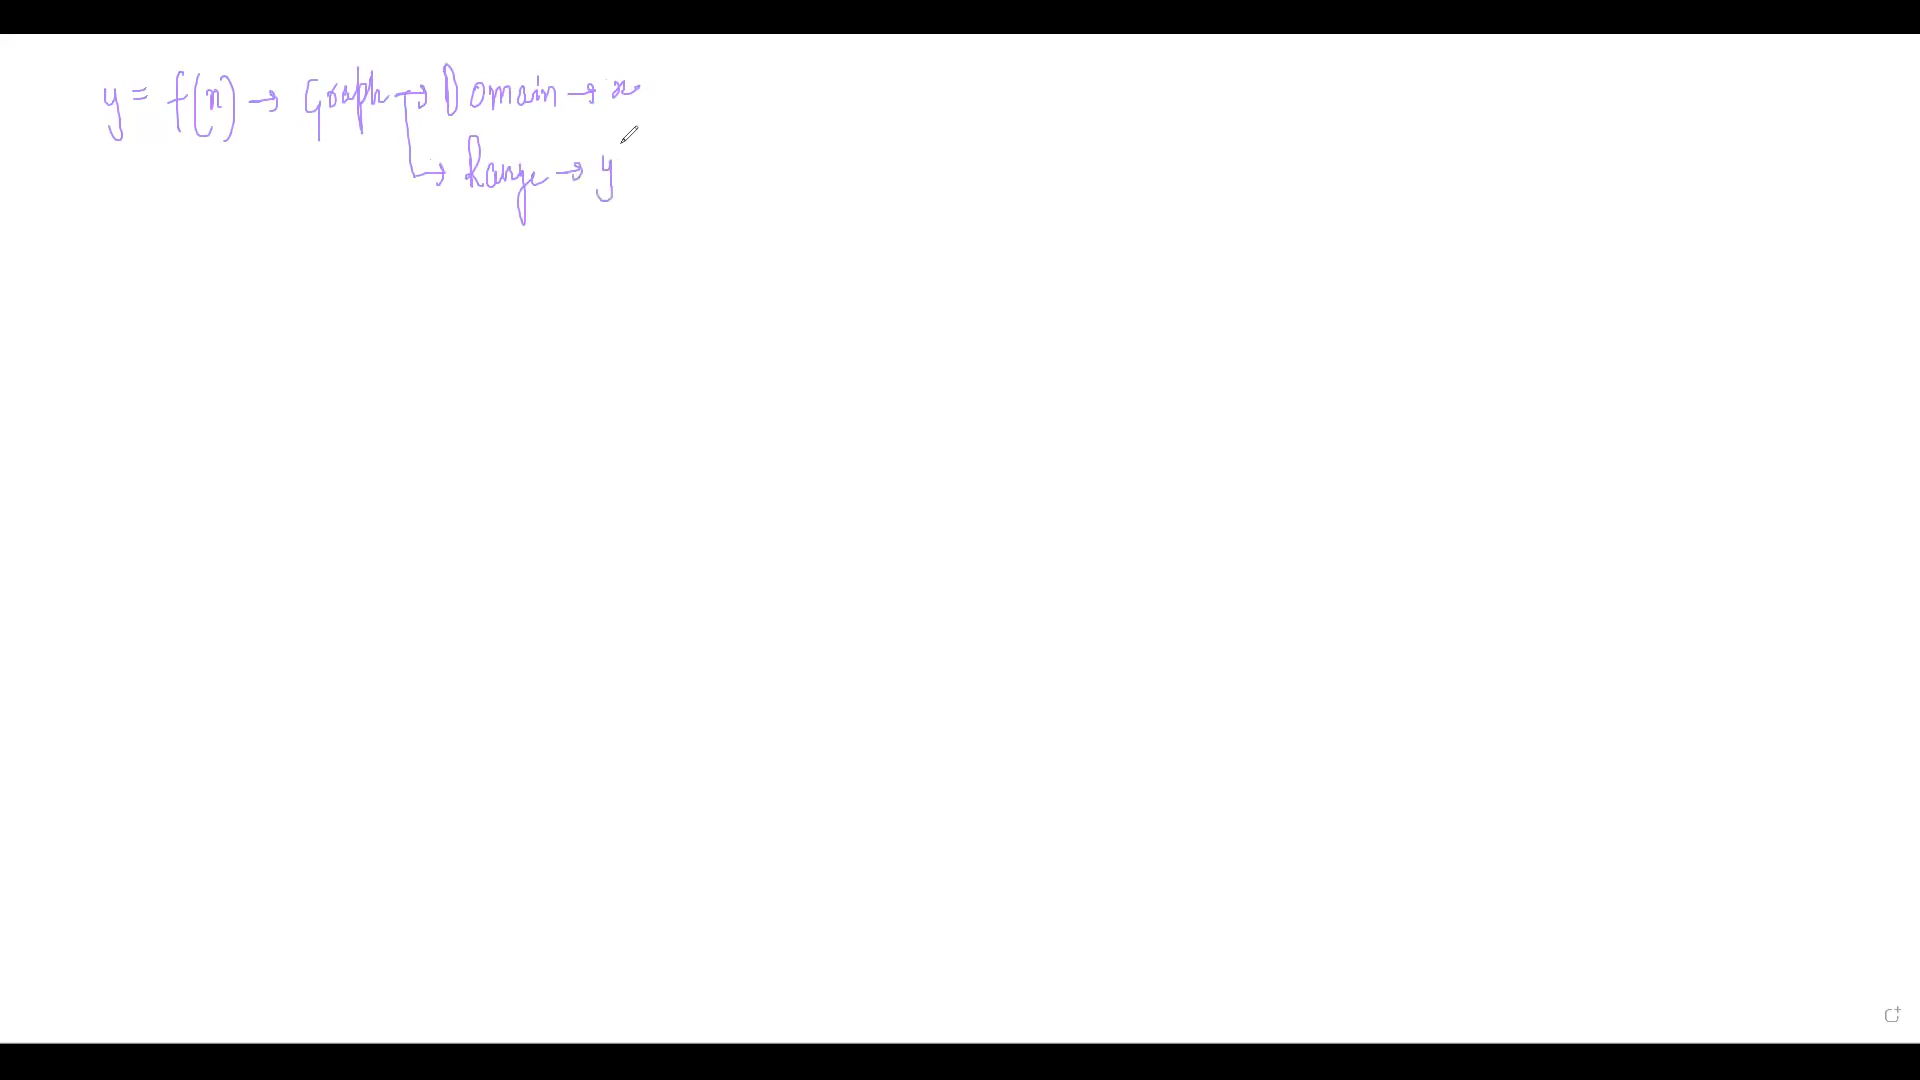 y = f(x) → Graph → Domain → x
→ Range → y